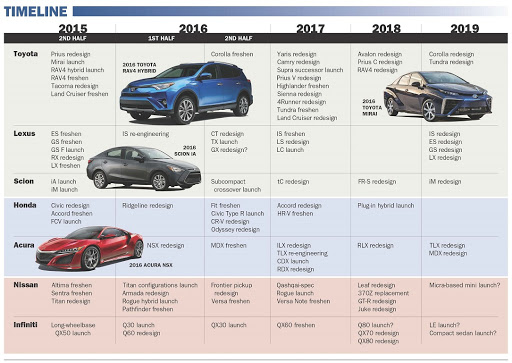 TIMELINE
2015
2016
2017
2018
2019
2ND HALF
1ST HALF
2ND HALF
Toyota
Prius redesign
Mirai launch
RAV4 hybrid launch
RAV4 freshen
Tacoma redesign
Land Cruiser freshen
2016 TOYOTA
RAV4 HYBRID
Corolla freshen
Yaris redesign
Camry redesign
Supra successor launch
Prius V redesign
Highlander freshen
Sienna redesign
4Runner redesign
Tundra freshen
Land Cruiser redesign
Avalon redesign
Prius C redesign
RAV4 redesign
2016
TOYOTA
MIRAI
Corolla redesign
Tundra redesign
Lexus
ES freshen
GS freshen
GS F launch
RX redesign
LX freshen
IS re-engineering
2016
SCION IA
CT redesign
TX launch
GX redesign?
IS freshen
LS redesign
LC launch
IS redesign
ES redesign
GS redesign
LX redesign
Scion
iA launch
iM launch
Subcompact
crossover launch
tC redesign
FR-S redesign
iM redesign
Honda
Civic redesign
Accord freshen
FCV launch
Ridgeline redesign
Fit freshen
Civic Type R launch
CR-V redesign
Odyssey redesign
Accord redesign
HR-V freshen
Plug-in hybrid launch
Acura
2016 ACURA NSX
NSX redesign
MDX freshen
ILX redesign
TLX re-engineering
CDX launch
RDX redesign
RLX redesign
TLX redesign
MDX redesign
Nissan
Altima freshen
Sentra freshen
Titan redesign
Titan configurations launch
Armada redesign
Rogue hybrid launch
Pathfinder freshen
Frontier pickup
redesign
Versa freshen
Qashqai-spec
Rogue launch
Versa Note freshen
Leaf redesign
370Z replacement
GT-R redesign
Juke redesign
Micra-based mini launch?
Infiniti
Long-wheelbase
QX50 launch
Q30 launch
Q60 redesign
QX30 launch
QX60 freshen
Q80 launch?
QX70 redesign
QX80 redesign
LE launch?
Compact sedan launch?